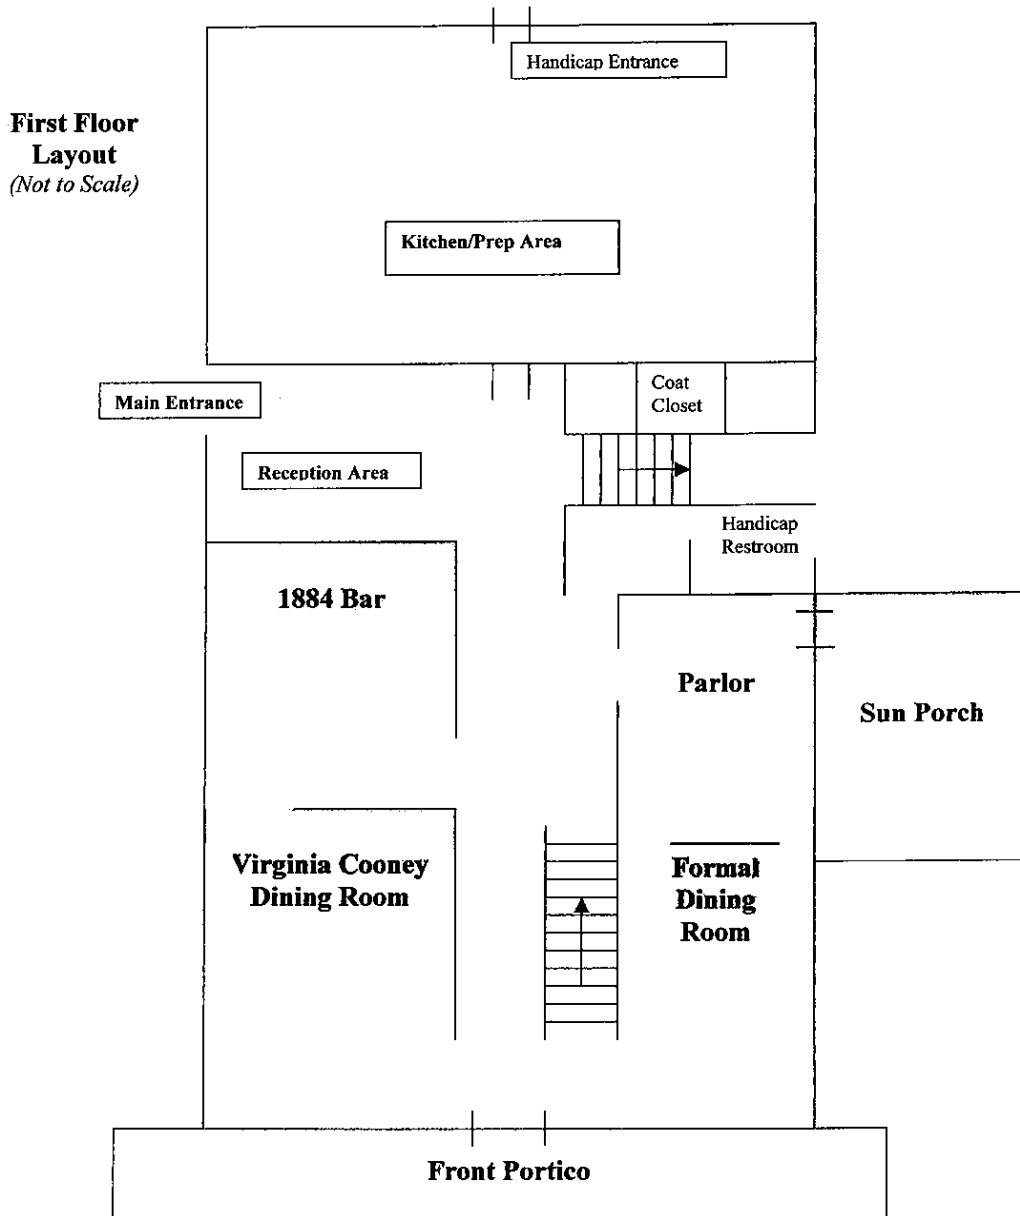 Handicap Entrance
First Floor
Layout
(Not to Scale)
Kitchen/Prep Area
Main Entrance
Coat
Closet
Reception Area
Handicap
Restroom
1884 Bar
Parlor
Sun Porch
Virginia Cooney
Dining Room
Formal
Dining
Room
Front Portico